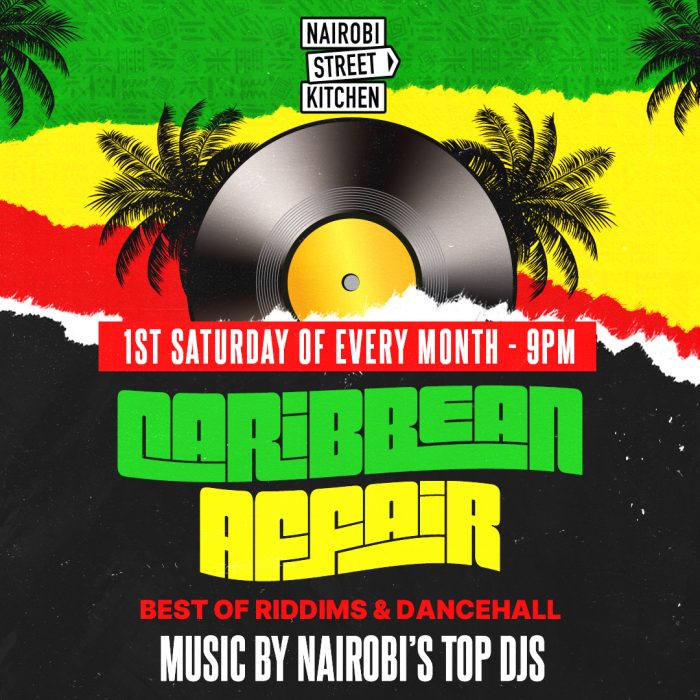 NAIROBI
STREET
KITCHEN
1ST SATURDAY OF EVERY MONTH - 9PM
CARIBBEAN
AFFAIR
BEST OF RIDDIMS & DANCEHALL
MUSIC BY NAIROBI'S TOP DJS